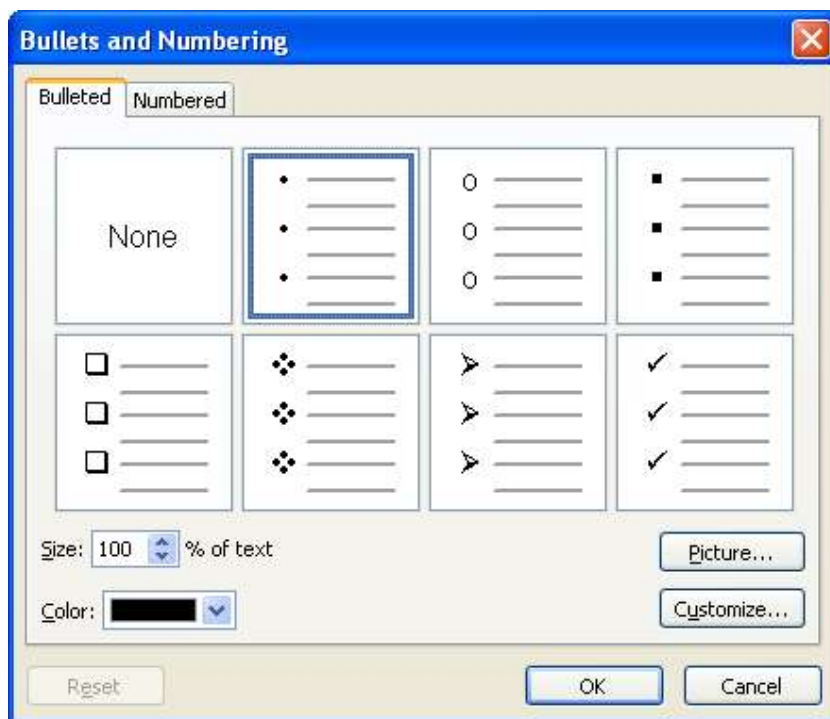 Bullets and Numbering
Bulleted Numbered
None
Size: 100 % of text
Picture...
Color:
Customize...
Reset OK Cancel